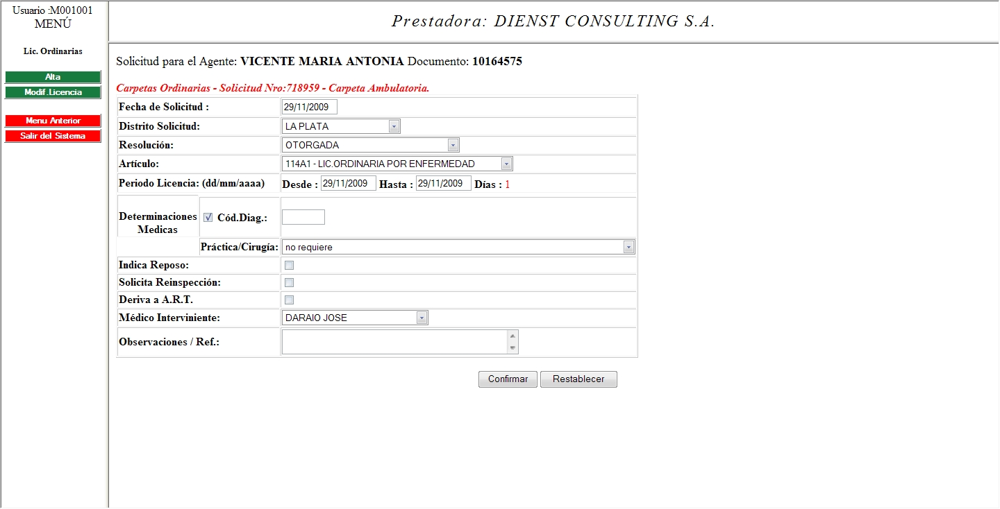 Usuario :M001001
MENÚ
Lic. Ordinarias
Alta
Modif.Licencia
Menu Anterior
Salir del Sistema
Prestadora: DIENST CONSULTING S.A.
Solicitud para el Agente: VICENTE MARIA ANTONIA Documento: 10164575
Carpetas Ordinarias - Solicitud Nro:718959 - Carpeta Ambulatoria.
Fecha de Solicitud : 29/11/2009
Distrito Solicitud: LA PLATA
Resolución: OTORGADA
Artículo: 114A1 - LIC.ORDINARIA POR ENFERMEDAD
Periodo Licencia: (dd/mm/aaaa) Desde : 29/11/2009 Hasta : 29/11/2009 Días : 1
Determinaciones
Medicas
Cód.Diag.:
Práctica/Cirugía: no requiere
Indica Reposo:
Solicita Reinspección:
Deriva a A.R.T.
Médico Interviniente: DARAIO JOSE
Observaciones / Ref.:
Confirmar Restablecer